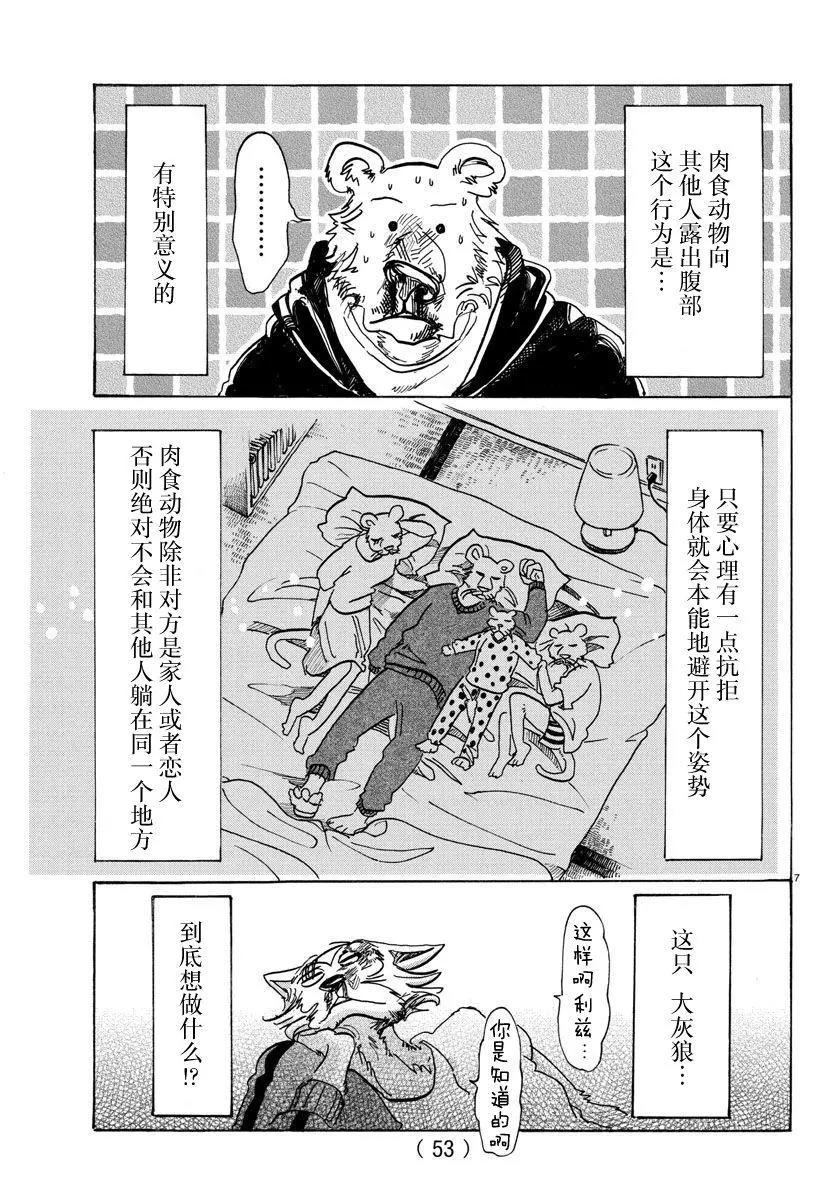 肉食动物向
其他人露出腹部
这个行为是…
……
有特别意义的
只要心理有一点抗拒
身体就会本能地避开这个姿势
肉食动物除非对方是家人或者恋人
否则绝对不会和其他人躺在同一个地方
7
这只 大灰狼…
这样啊利兹…
你是知道的啊
到底想做什么!?
(53)